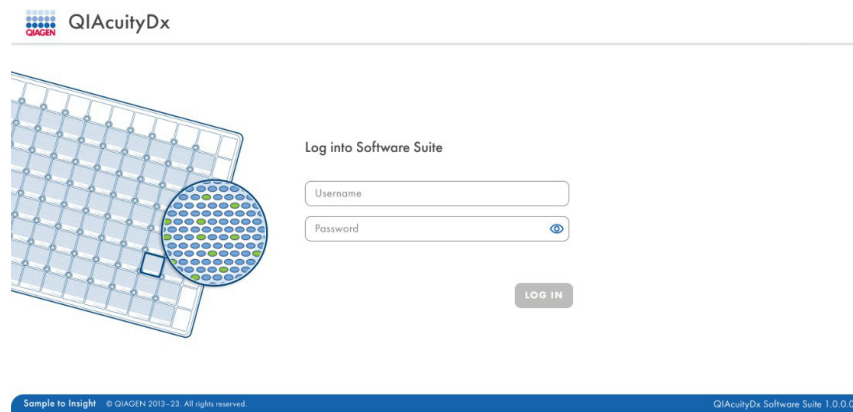 QIAGEN
QIAcuityDx
Log into Software Suite
Username
Password
LOG IN
Sample to Insight © QIAGEN 2013–23. All rights reserved.
QIAcuityDx Software Suite 1.0.0.0